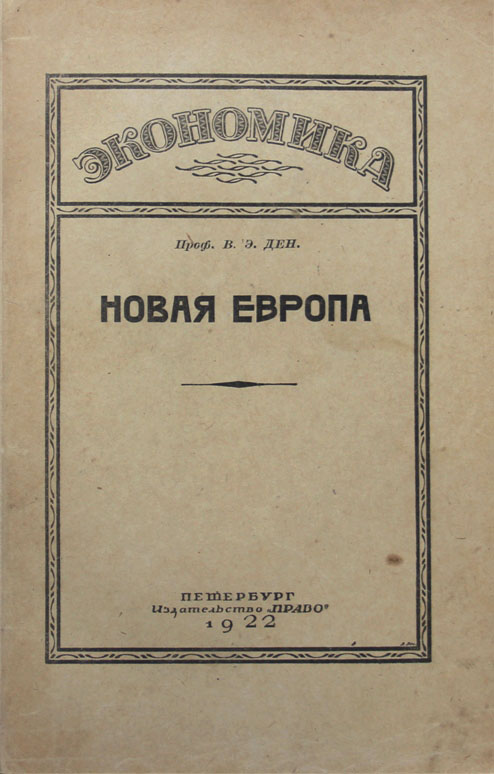 ЭКОНОМИКА
Проф. В. Э. ДЕН.
НОВАЯ ЕВРОПА
ПЕТЕРБУРГ
Издательство „ПРАВО"
1922